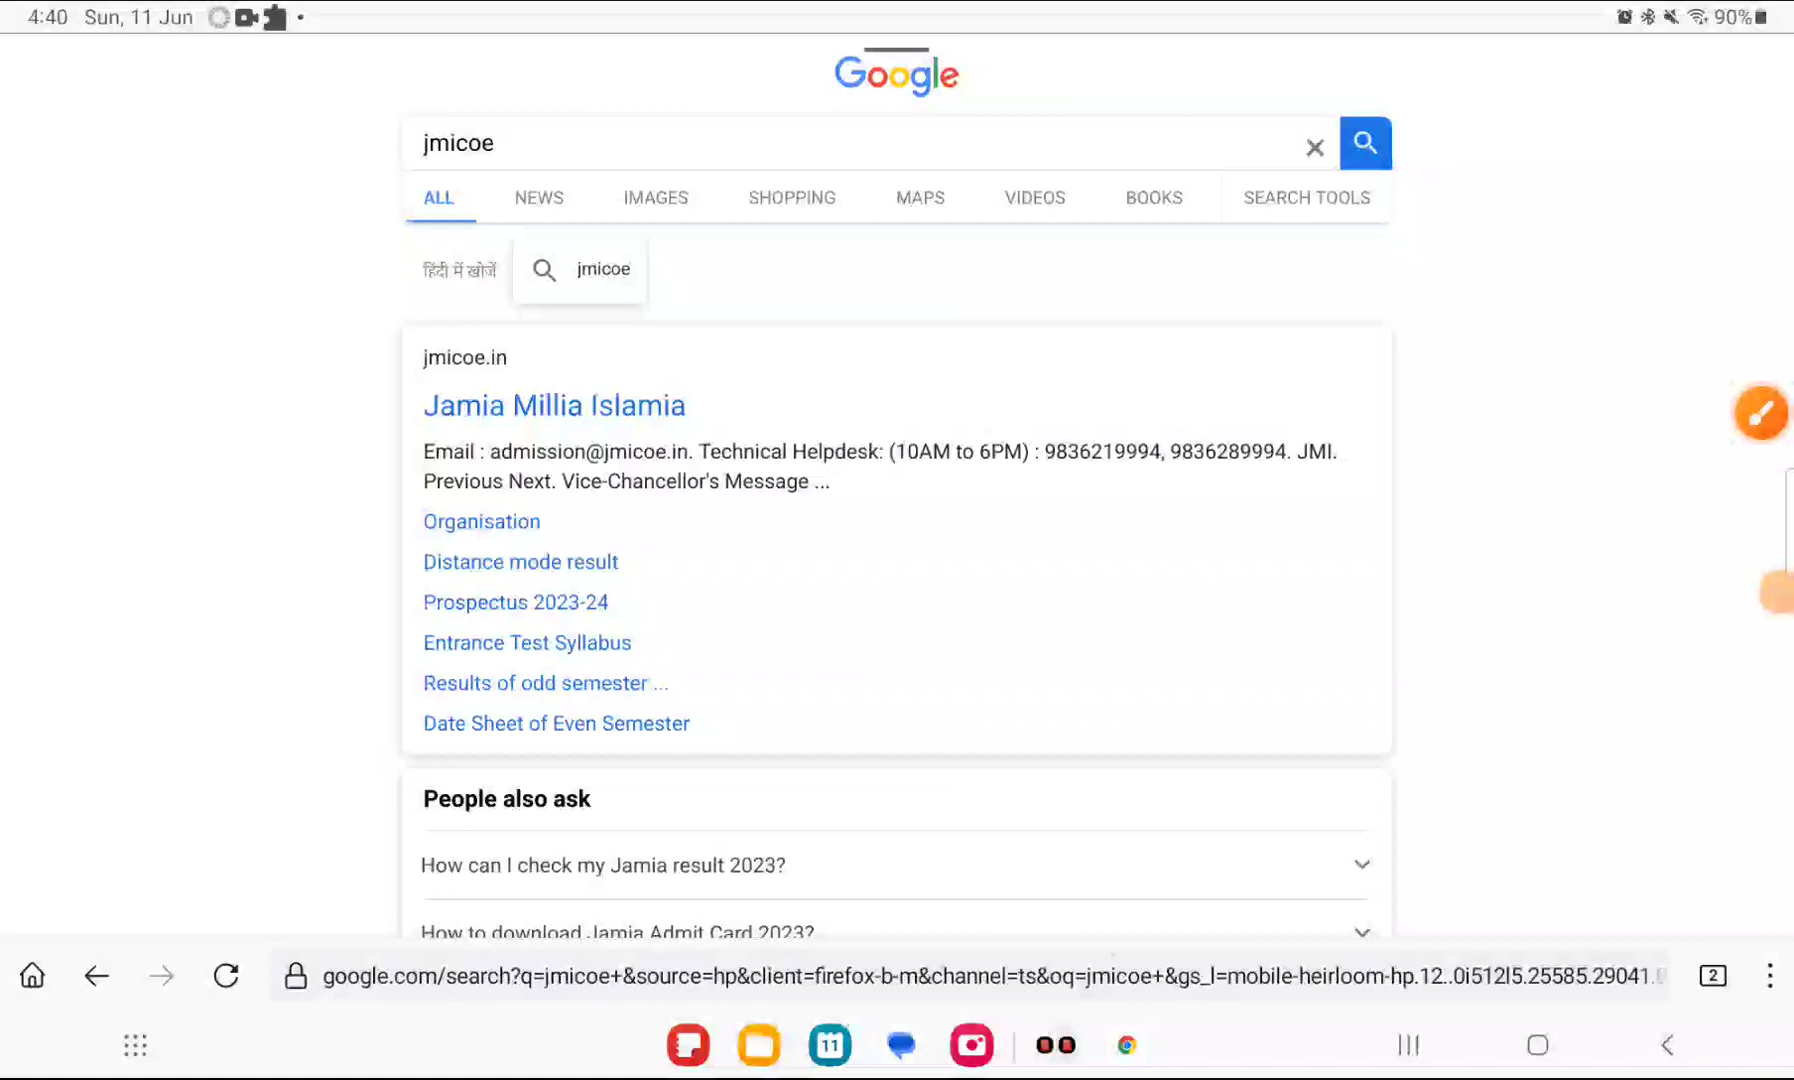 4:40 Sun, 11 Jun 90%
Google
jmicoe
ALL NEWS IMAGES SHOPPING MAPS VIDEOS BOOKS SEARCH TOOLS
हिंदी में खोजें jmicoe
jmicoe.in
Jamia Millia Islamia
Email : admission@jmicoe.in. Technical Helpdesk: (10AM to 6PM) : 9836219994, 9836289994. JMI.
Previous Next. Vice-Chancellor's Message ...
Organisation
Distance mode result
Prospectus 2023-24
Entrance Test Syllabus
Results of odd semester ...
Date Sheet of Even Semester
People also ask
How can I check my Jamia result 2023?
How to download Jamia Admit Card 2023?
google.com/search?q=jmicoe+&source=hp&client=firefox-b-m&channel=ts&oq=jmicoe+&gs_l=mobile-heirloom-hp.12..0i512l5.25585.29041. 2
11